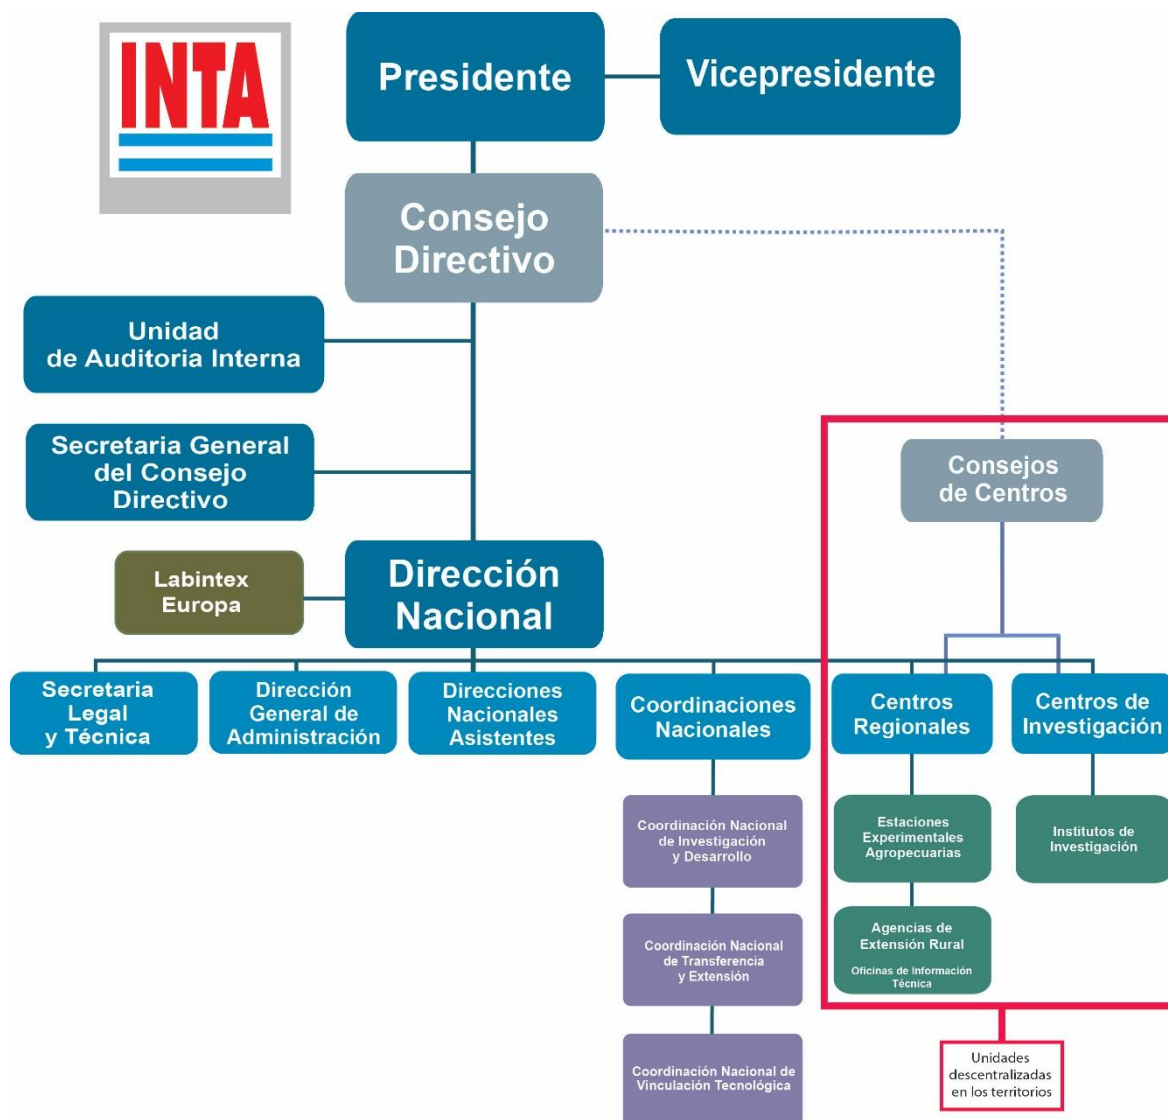 INTA
Presidente
Vicepresidente
Consejo
Directivo
Unidad
de Auditoria Interna
Secretaria General
del Consejo
Directivo
Consejos
de Centros
Labintex
Europa
Dirección
Nacional
Secretaria
Legal
y Técnica
Dirección
General de
Administración
Direcciones
Nacionales
Asistentes
Coordinaciones
Nacionales
Centros
Regionales
Centros de
Investigación
Coordinación Nacional
de Investigación
y Desarrollo
Estaciones
Experimentales
Agropecuarias
Institutos de
Investigación
Coordinación Nacional
de Transferencia
y Extensión
Agencias de
Extensión Rural
Oficinas de Información
Técnica
Coordinación Nacional de
Vinculación Tecnológica
Unidades
descentralizadas
en los territorios